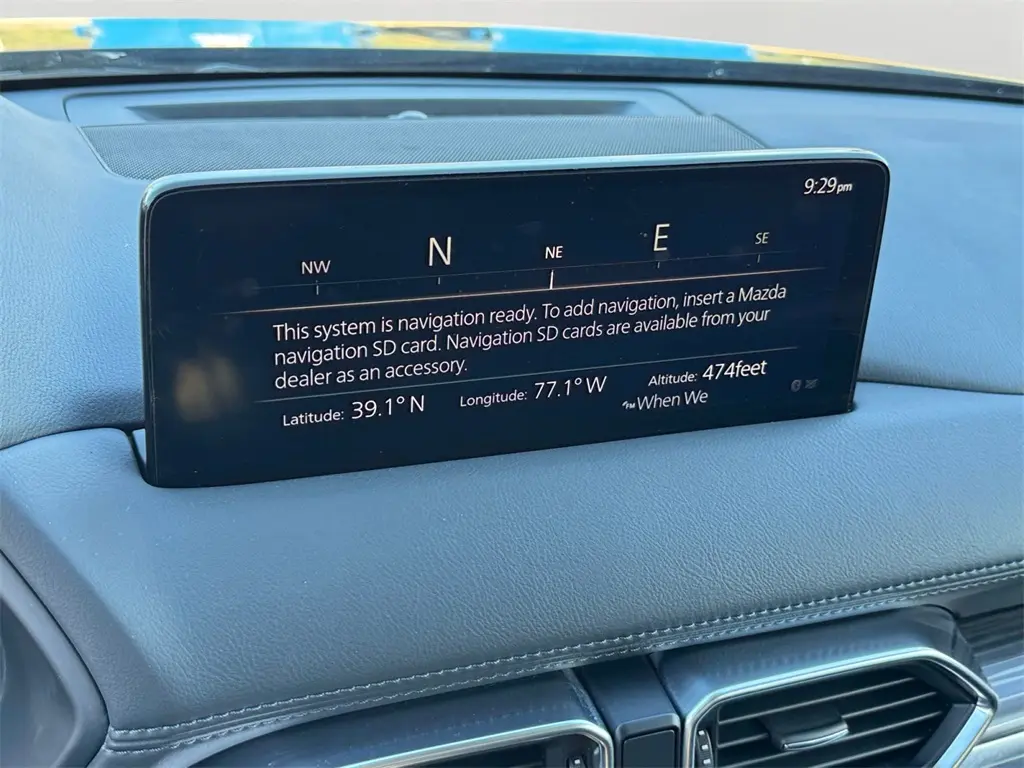 9:29pm
NW N NE E SE
This system is navigation ready. To add navigation, insert a Mazda
navigation SD card. Navigation SD cards are available from your
dealer as an accessory.
Latitude: 39.1° N Longitude: 77.1° W Altitude: 474feet
FM When We